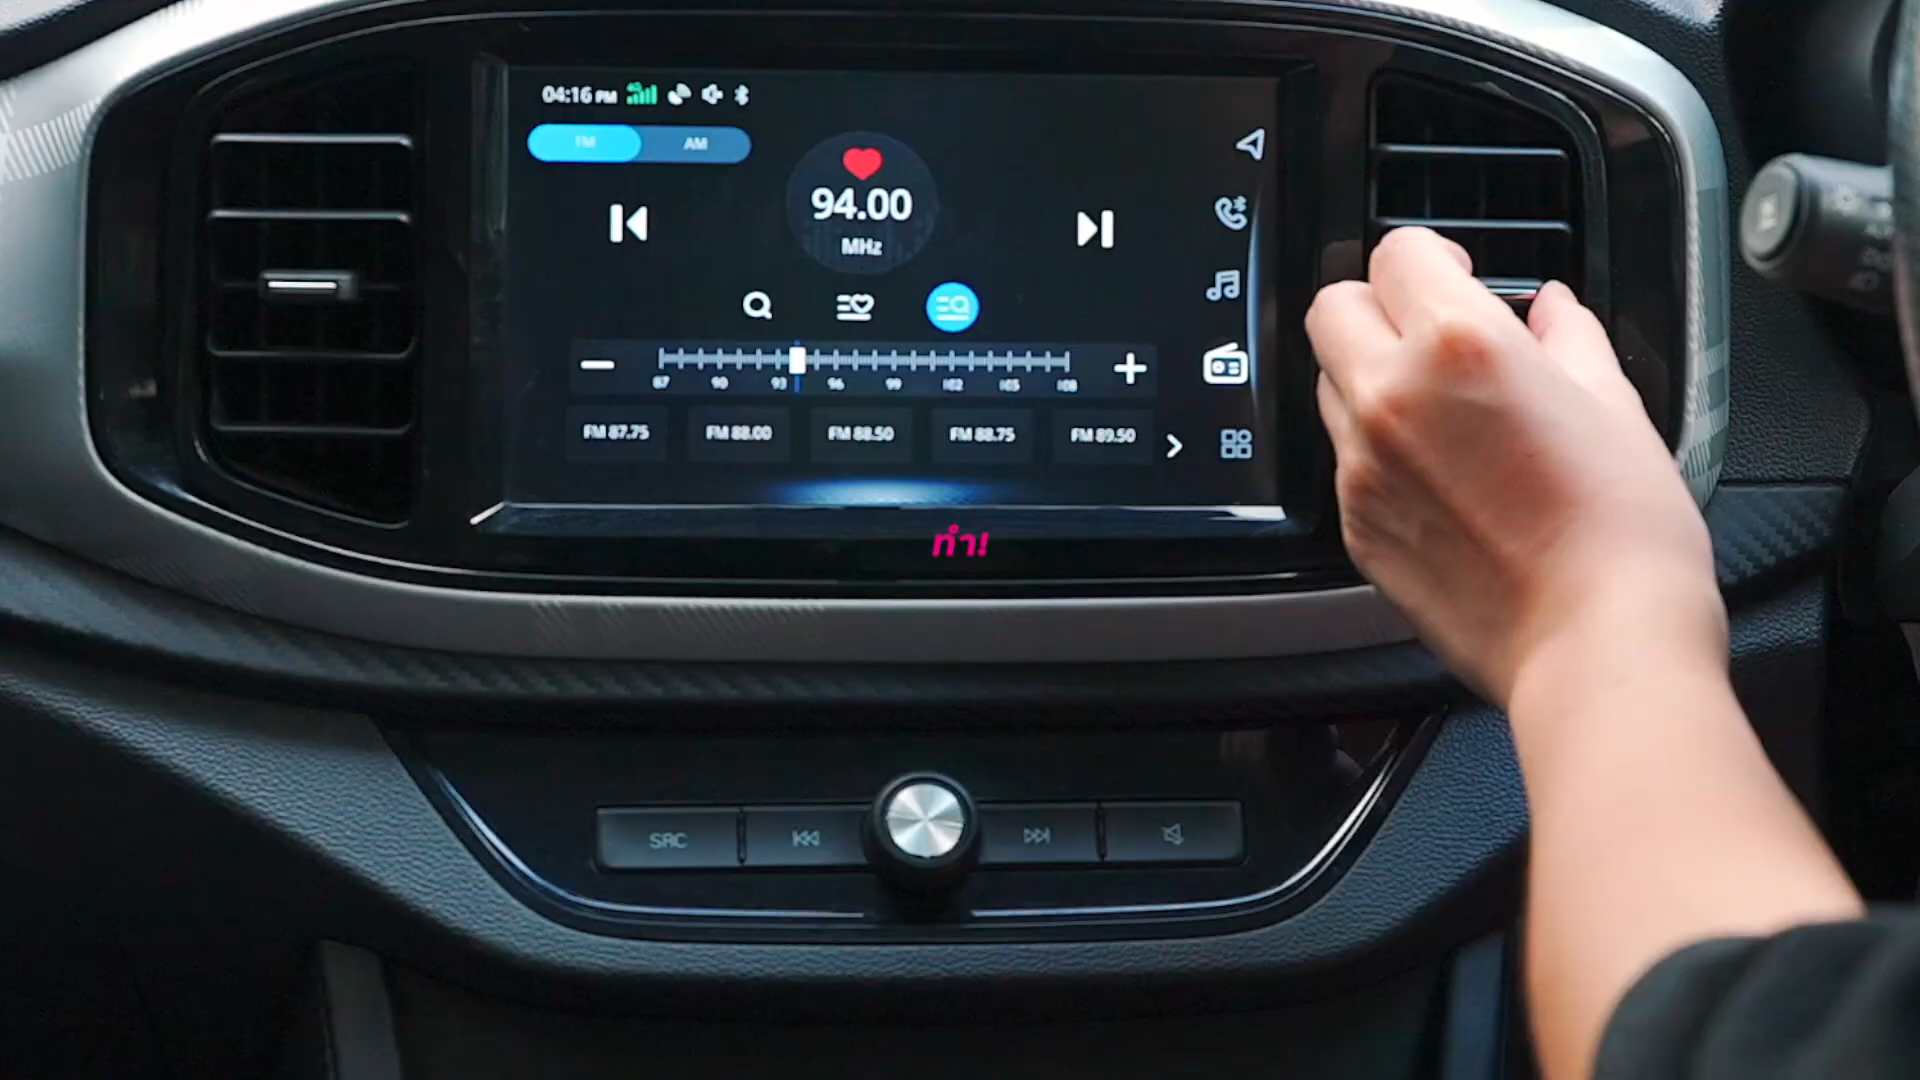 04:16 PM
FM AM
94.00
MHz
87 90 93 96 99 102 105 108
FM 87.75 FM 88.00 FM 88.50 FM 88.75 FM 89.50
ทำ!
SRC